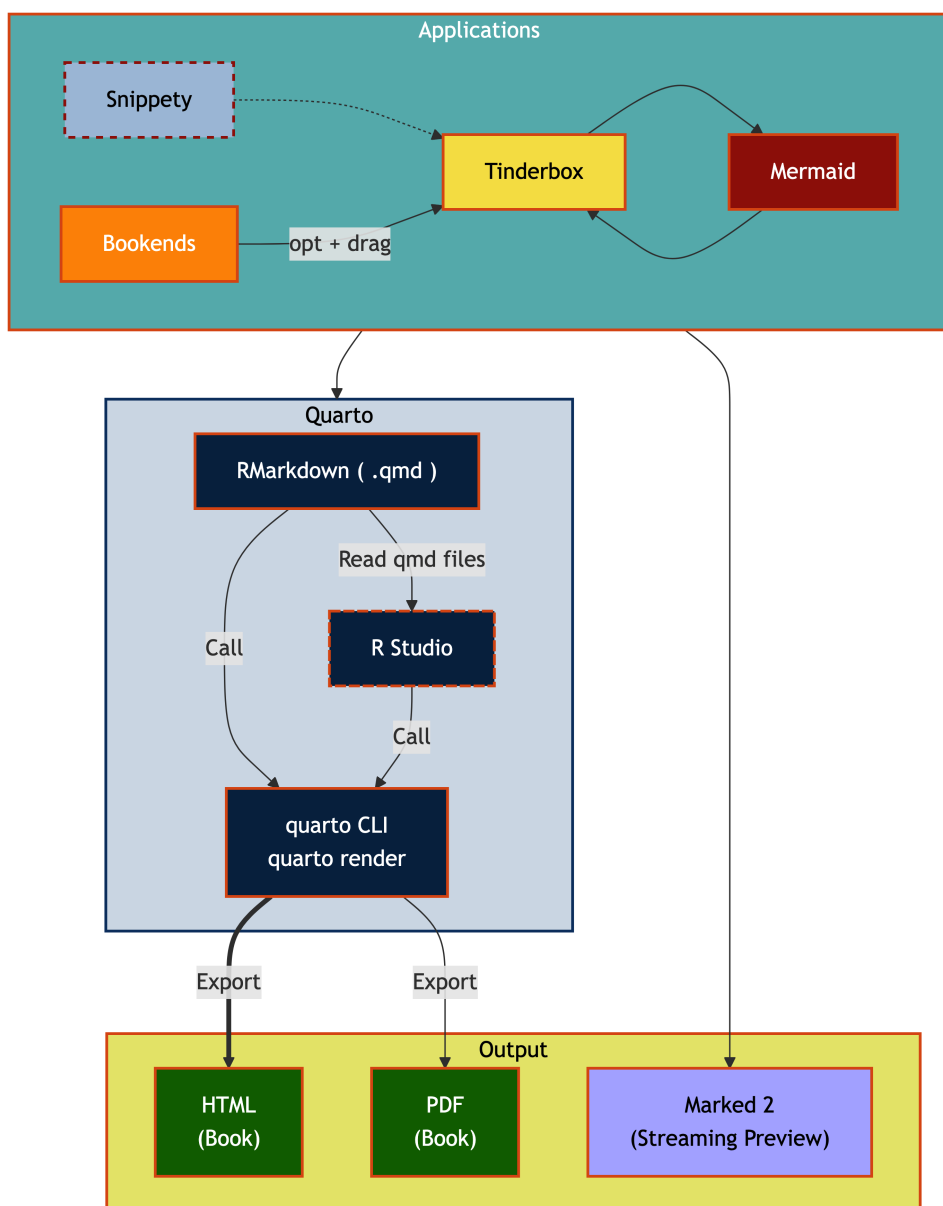 Applications
Snippety
Tinderbox
Mermaid
Bookends
opt + drag
Quarto
RMarkdown ( .qmd )
Read qmd files
Call
R Studio
Call
quarto CLI
quarto render
Export
Export
Output
HTML
(Book)
PDF
(Book)
Marked 2
(Streaming Preview)